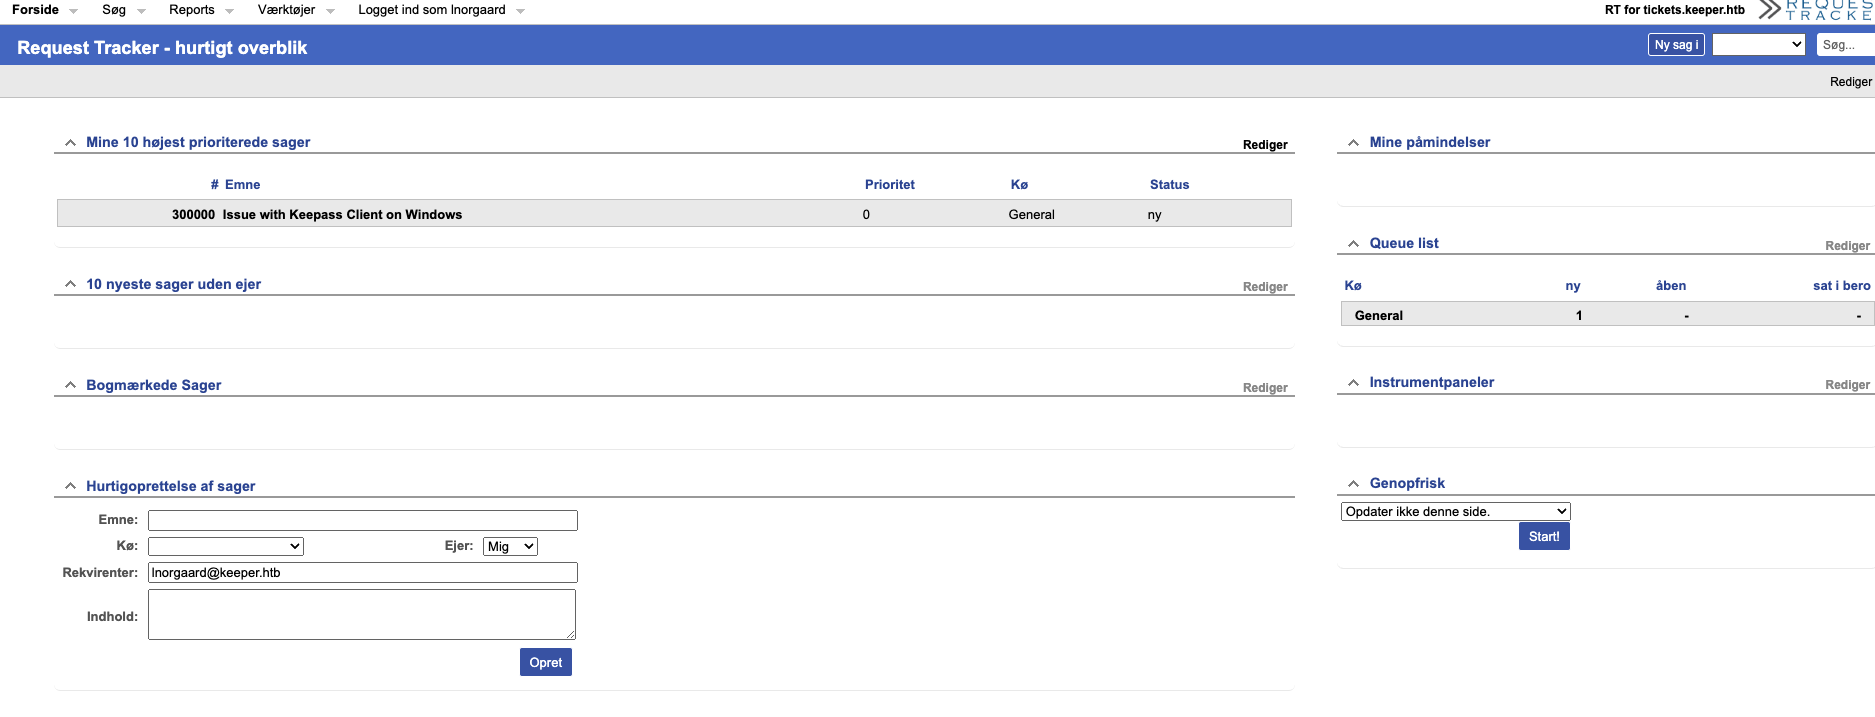 Forside Søg Reports Værktøjer Logget ind som lnorgaard RT for tickets.keeper.htb
REQUES
TRACKE
Request Tracker - hurtigt overblik Ny sag i Søg...
Rediger
Mine 10 højest prioriterede sager Rediger
# Emne Prioritet Kø Status
300000 Issue with Keepass Client on Windows 0 General ny
10 nyeste sager uden ejer Rediger
Bogmærkede Sager Rediger
Hurtigoprettelse af sager
Emne:
Kø: Ejer: Mig
Rekvirenter: lnorgaard@keeper.htb
Indhold:
Opret
Mine påmindelser
Queue list Rediger
Kø ny åben sat i bero
General 1 - -
Instrumentpaneler Rediger
Genopfrisk
Opdater ikke denne side.
Start!